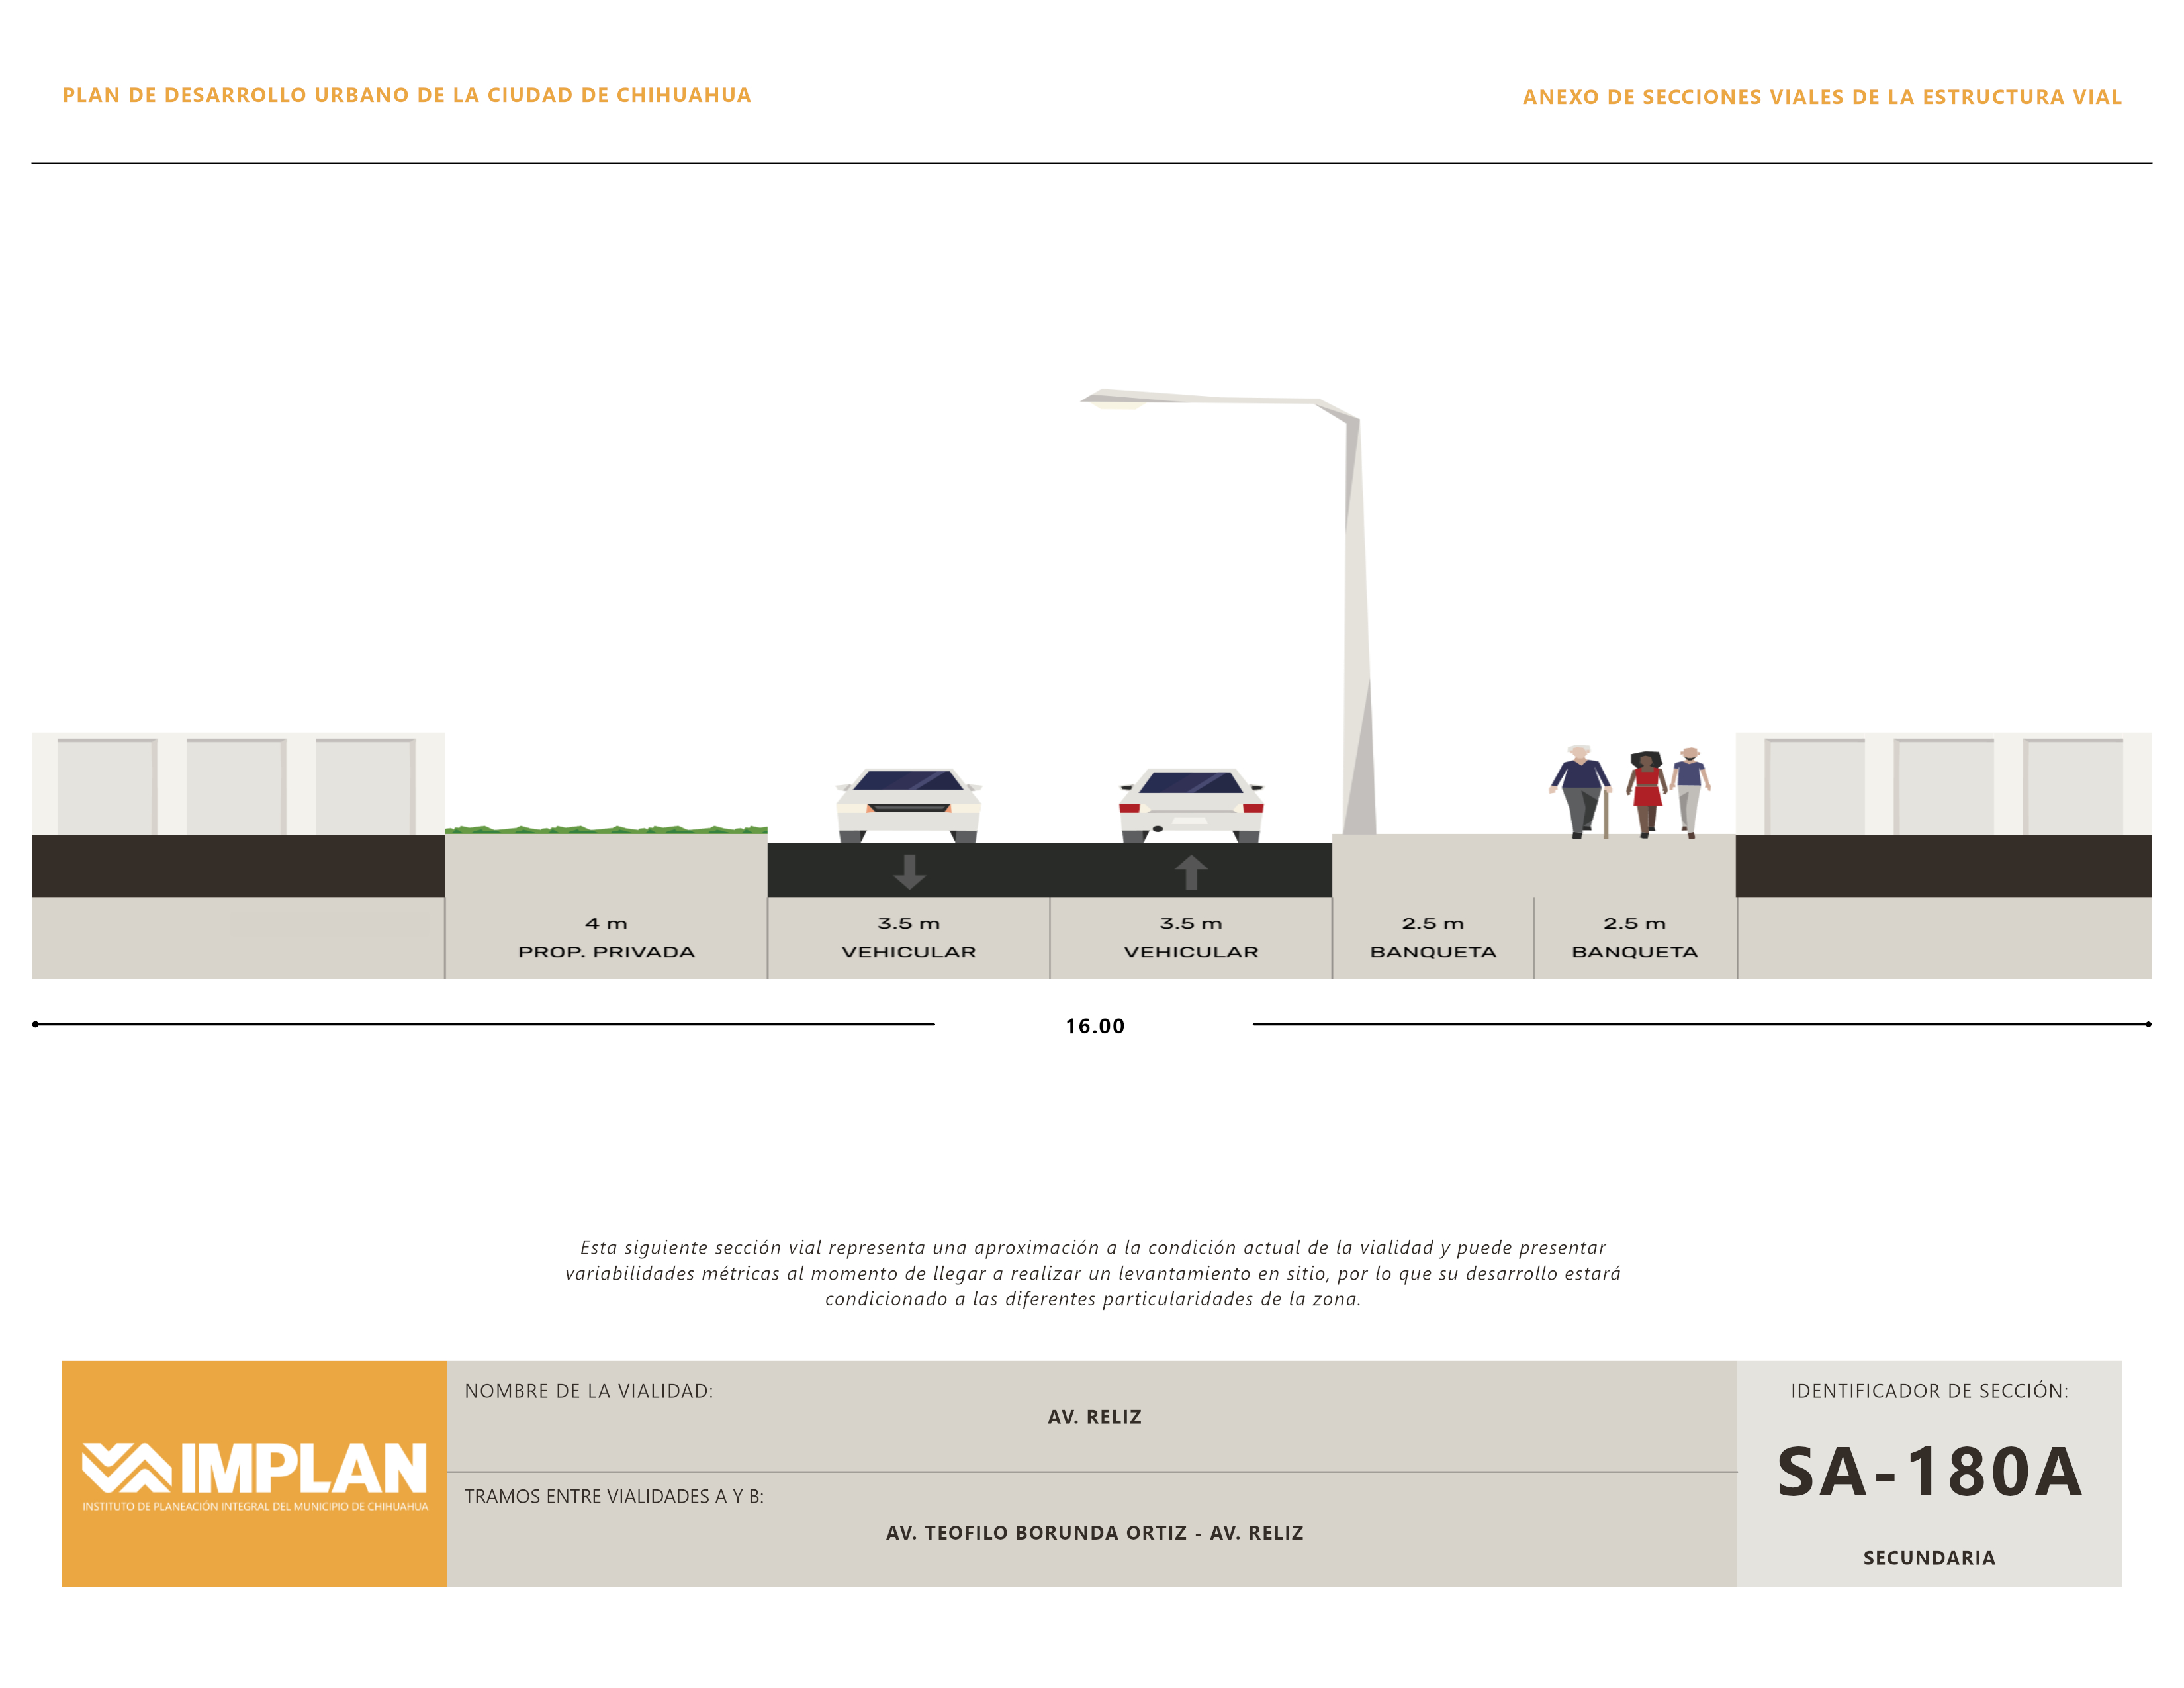 PLAN DE DESARROLLO URBANO DE LA CIUDAD DE CHIHUAHUA
ANEXO DE SECCIONES VIALES DE LA ESTRUCTURA VIAL
4 m
PROP. PRIVADA
3.5 m
VEHICULAR
3.5 m
VEHICULAR
2.5 m
BANQUETA
2.5 m
BANQUETA
16.00
Esta siguiente sección vial representa una aproximación a la condición actual de la vialidad y puede presentar
variabilidades métricas al momento de llegar a realizar un levantamiento en sitio, por lo que su desarrollo estará
condicionado a las diferentes particularidades de la zona.
IMPLAN
INSTITUTO DE PLANEACIÓN INTEGRAL DEL MUNICIPIO DE CHIHUAHUA
NOMBRE DE LA VIALIDAD:
AV. RELIZ
TRAMOS ENTRE VIALIDADES A Y B:
AV. TEOFILO BORUNDA ORTIZ - AV. RELIZ
IDENTIFICADOR DE SECCIÓN:
SA-180A
SECUNDARIA